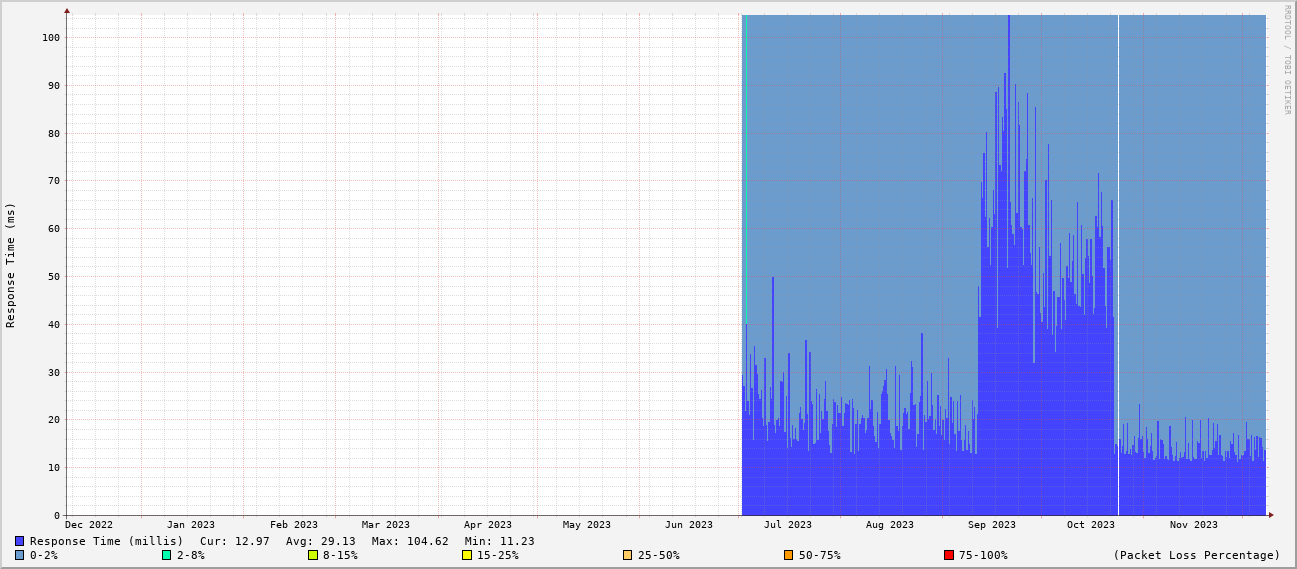 RRDTOOL / TOBI OETIKER
Response Time (ms)
100
90
80
70
60
50
40
30
20
10
0
Dec 2022 Jan 2023 Feb 2023 Mar 2023 Apr 2023 May 2023 Jun 2023 Jul 2023 Aug 2023 Sep 2023 Oct 2023 Nov 2023
Response Time (millis) Cur: 12.97 Avg: 29.13 Max: 104.62 Min: 11.23
0-2% 2-8% 8-15% 15-25% 25-50% 50-75% 75-100% (Packet Loss Percentage)